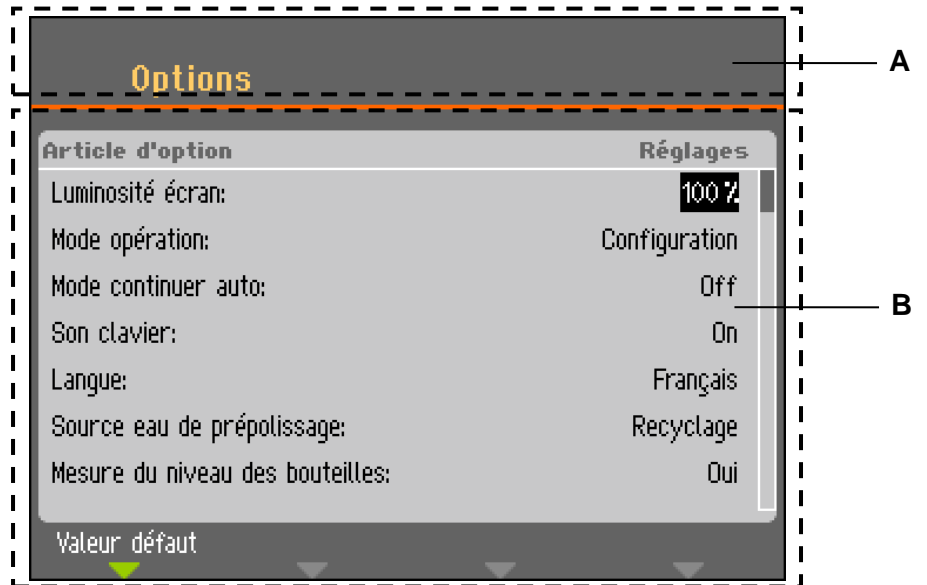 Options
A
Article d'option Réglages
Luminosité écran: 100 %
Mode opération: Configuration
Mode continuer auto: Off
B
Son clavier: On
Langue: Français
Source eau de prépolissage: Recyclage
Mesure du niveau des bouteilles: Oui
Valeur défaut